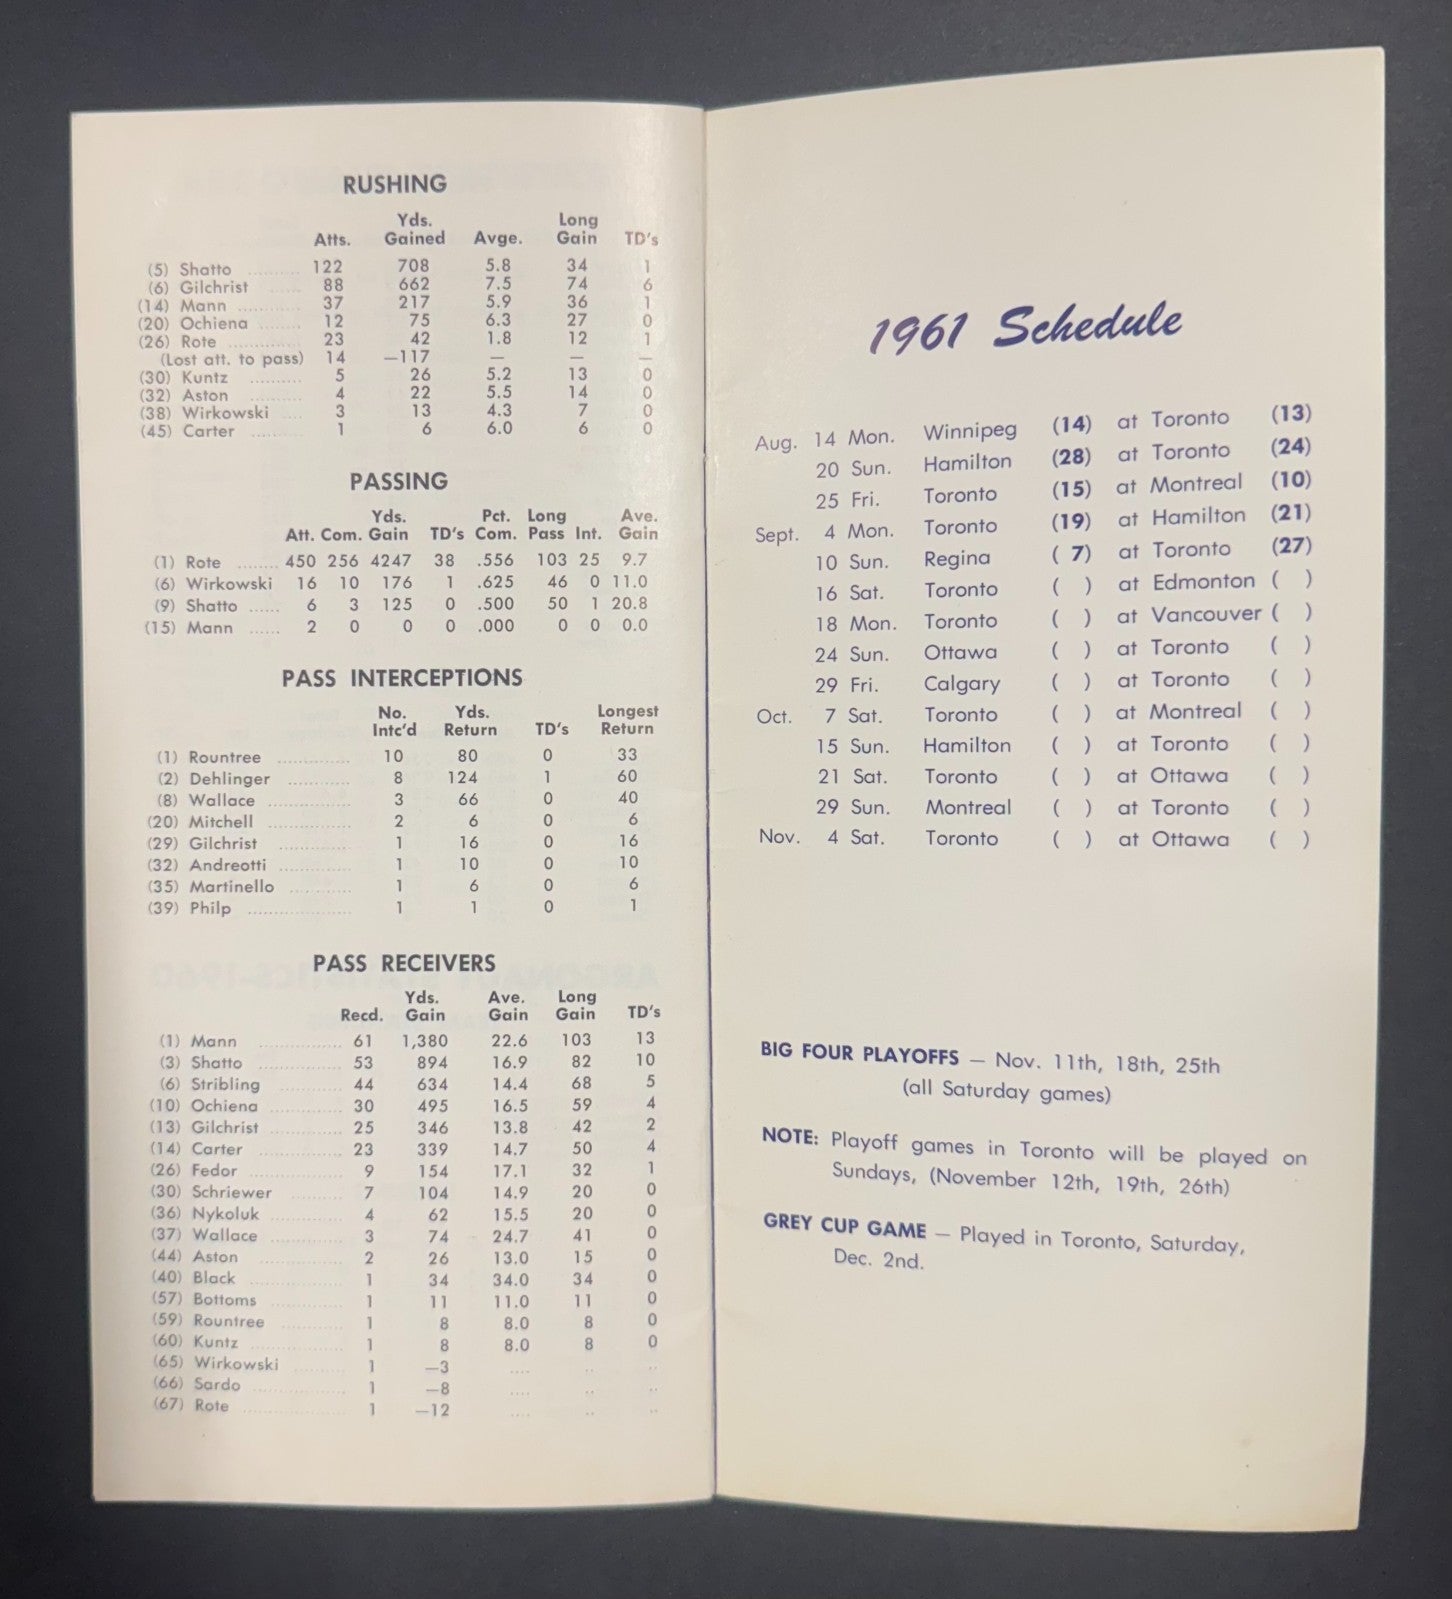 RUSHING
Atts. Yds. Gained Avge. Long Gain TD's
(5) Shatto .......... 122 708 5.8 34 1
(6) Gilchrist ...... 88 662 7.5 74 6
(14) Mann ............ 37 217 5.9 36 1
(20) Ochiena ........ 12 75 6.3 27 0
(26) Rote ............ 23 42 1.8 12 1
(Lost att. to pass) 14 —117 — — —
(30) Kuntz .......... 5 26 5.2 13 0
(32) Aston .......... 4 22 5.5 14 0
(38) Wirkowski .... 3 13 4.3 7 0
(45) Carter ........ 1 6 6.0 6 0
PASSING
Att. Com. Yds. Gain TD's Pct. Com. Long Pass Int. Ave. Gain
(1) Rote ........ 450 256 4247 38 .556 103 25 9.7
(6) Wirkowski 16 10 176 1 .625 46 0 11.0
(9) Shatto ...... 6 3 125 0 .500 50 1 20.8
(15) Mann ...... 2 0 0 0 .000 0 0 0.0
PASS INTERCEPTIONS
No. Intc'd Yds. Return TD's Longest Return
(1) Rountree ............. 10 80 0 33
(2) Dehlinger ........... 8 124 1 60
(8) Wallace ............... 3 66 0 40
(20) Mitchell ............... 2 6 0 6
(29) Gilchrist ............. 1 16 0 16
(32) Andreotti ............. 1 10 0 10
(35) Martinello ........... 1 6 0 6
(39) Philp ................... 1 1 0 1
PASS RECEIVERS
Recd. Yds. Gain Ave. Gain Long Gain TD's
(1) Mann ............... 61 1,380 22.6 103 13
(3) Shatto ............... 53 894 16.9 82 10
(6) Stribling ........... 44 634 14.4 68 5
(10) Ochiena ............. 30 495 16.5 59 4
(13) Gilchrist ............. 25 346 13.8 42 2
(14) Carter ............... 23 339 14.7 50 4
(26) Fedor ............... 9 154 17.1 32 1
(30) Schriewer ........... 7 104 14.9 20 0
(36) Nykoluk ............. 4 62 15.5 20 0
(37) Wallace ............. 3 74 24.7 41 0
(44) Aston ............... 2 26 13.0 15 0
(40) Black ............... 1 34 34.0 34 0
(57) Bottoms ............. 1 11 11.0 11 0
(59) Rountree ........... 1 8 8.0 8 0
(60) Kuntz ............... 1 8 8.0 8 0
(65) Wirkowski ......... 1 —3 .... .. ..
(66) Sardo ............... 1 —8 .... .. ..
(67) Rote ................. 1 —12 .... .. ..
1961 Schedule
Aug. 14 Mon. Winnipeg (14) at Toronto (13)
20 Sun. Hamilton (28) at Toronto (24)
25 Fri. Toronto (15) at Montreal (10)
Sept. 4 Mon. Toronto (19) at Hamilton (21)
10 Sun. Regina ( 7) at Toronto (27)
16 Sat. Toronto ( ) at Edmonton ( )
18 Mon. Toronto ( ) at Vancouver ( )
24 Sun. Ottawa ( ) at Toronto ( )
29 Fri. Calgary ( ) at Toronto ( )
Oct. 7 Sat. Toronto ( ) at Montreal ( )
15 Sun. Hamilton ( ) at Toronto ( )
21 Sat. Toronto ( ) at Ottawa ( )
29 Sun. Montreal ( ) at Toronto ( )
Nov. 4 Sat. Toronto ( ) at Ottawa ( )
BIG FOUR PLAYOFFS — Nov. 11th, 18th, 25th
(all Saturday games)
NOTE: Playoff games in Toronto will be played on
Sundays, (November 12th, 19th, 26th)
GREY CUP GAME — Played in Toronto, Saturday,
Dec. 2nd.